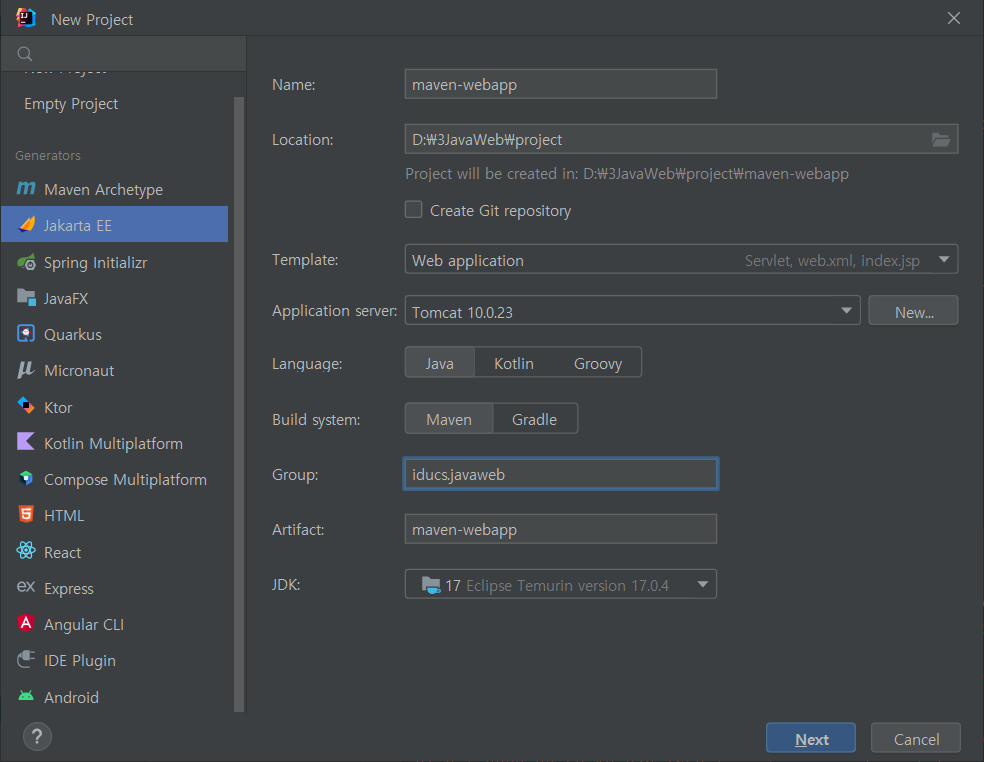 New Project
New Project
Empty Project
Generators
Maven Archetype
Jakarta EE
Spring Initializr
JavaFX
Quarkus
Micronaut
Ktor
Kotlin Multiplatform
Compose Multiplatform
HTML
React
ex Express
Angular CLI
IDE Plugin
Android
?
Name: maven-webapp
Location: D:₩3JavaWeb₩project
Project will be created in: D:₩3JavaWeb₩project₩maven-webapp
Create Git repository
Template: Web application Servlet, web.xml, index.jsp
Application server: Tomcat 10.0.23 New...
Language: Java Kotlin Groovy
Build system: Maven Gradle
Group: iducs.javaweb
Artifact: maven-webapp
JDK: 17 Eclipse Temurin version 17.0.4
Next Cancel